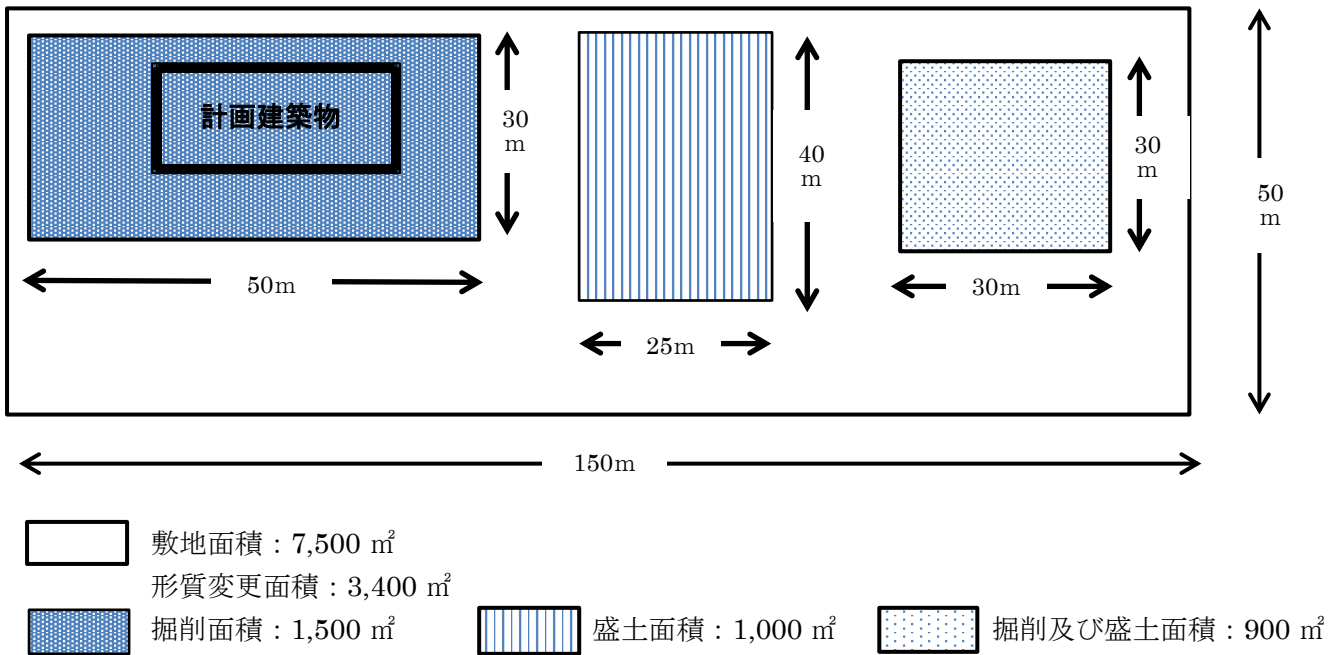 計画建築物
30
m
40
m
30
m
50
m
50m
25m
30m
150m
敷地面積:7,500 ㎡
形質変更面積:3,400 ㎡
掘削面積:1,500 ㎡
盛土面積:1,000 ㎡
掘削及び盛土面積:900 ㎡